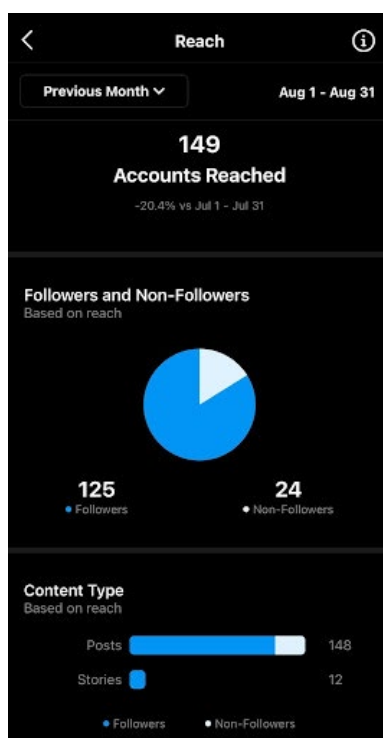 Reach
Previous Month
Aug 1 - Aug 31
149
Accounts Reached
-20.4% vs Jul 1 - Jul 31
Followers and Non-Followers
Based on reach
125 24
Followers Non-Followers
Content Type
Based on reach
Posts 148
Stories 12
Followers Non-Followers